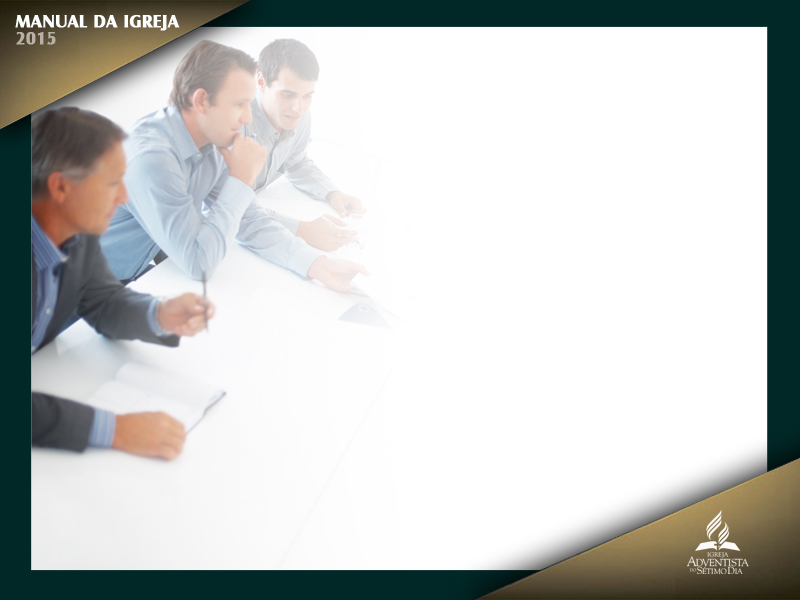 MANUAL DA IGREJA
2015
IGREJA
ADVENTISTA
DO SÉTIMO DIA